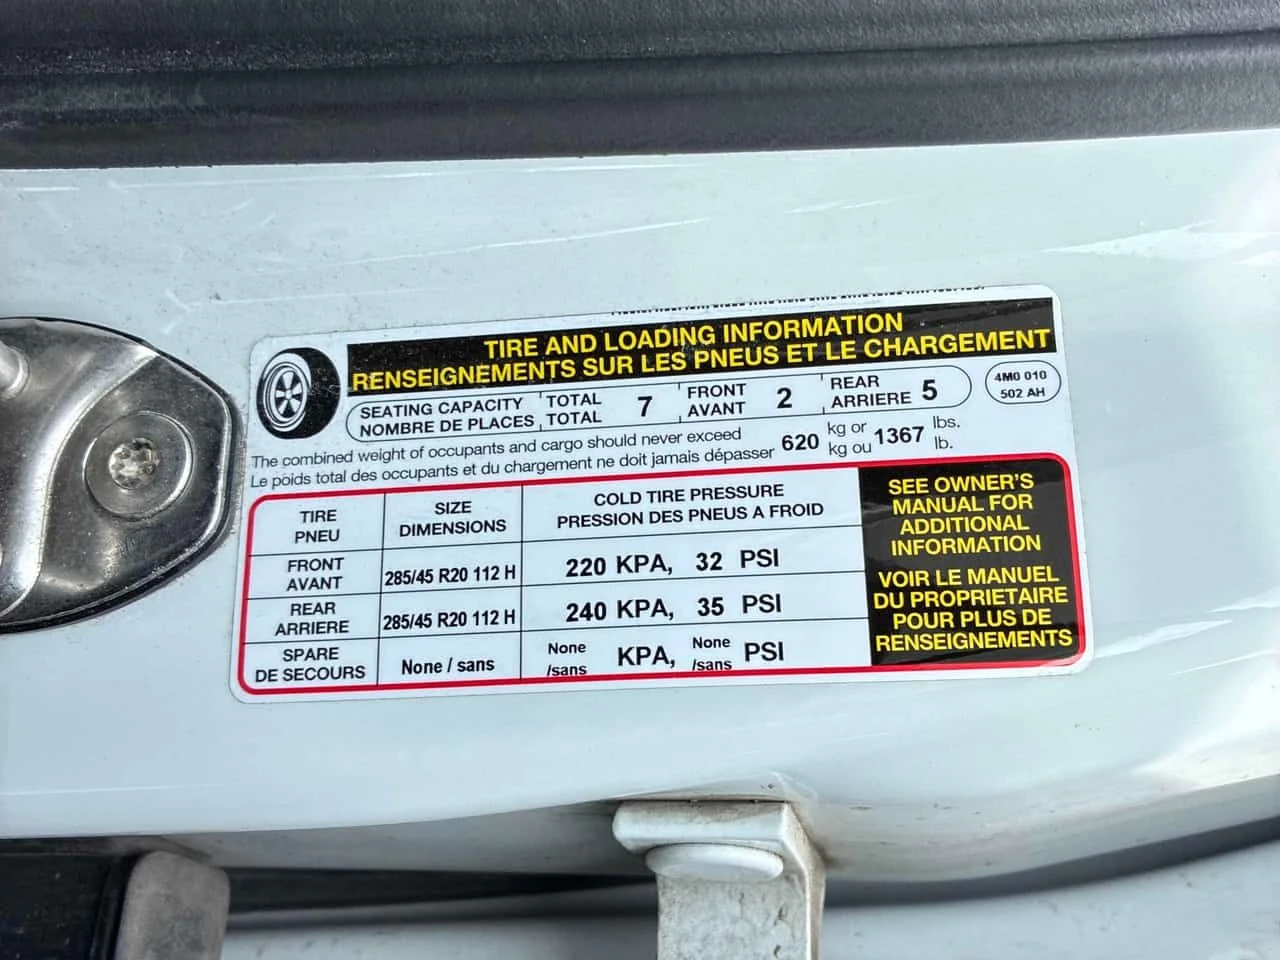 TIRE AND LOADING INFORMATION
RENSEIGNEMENTS SUR LES PNEUS ET LE CHARGEMENT
SEATING CAPACITY TOTAL 7 FRONT 2 REAR 5
NOMBRE DE PLACES TOTAL AVANT ARRIERE
4M0 010
502 AH
The combined weight of occupants and cargo should never exceed 620 kg or 1367 lbs.
Le poids total des occupants et du chargement ne doit jamais dépasser kg ou lb.
TIRE SIZE COLD TIRE PRESSURE
PNEU DIMENSIONS PRESSION DES PNEUS A FROID
FRONT
AVANT 285/45 R20 112 H 220 KPA, 32 PSI
REAR
ARRIERE 285/45 R20 112 H 240 KPA, 35 PSI
SPARE
DE SECOURS None / sans None /sans KPA, None /sans PSI
SEE OWNER'S
MANUAL FOR
ADDITIONAL
INFORMATION
VOIR LE MANUEL
DU PROPRIETAIRE
POUR PLUS DE
RENSEIGNEMENTS